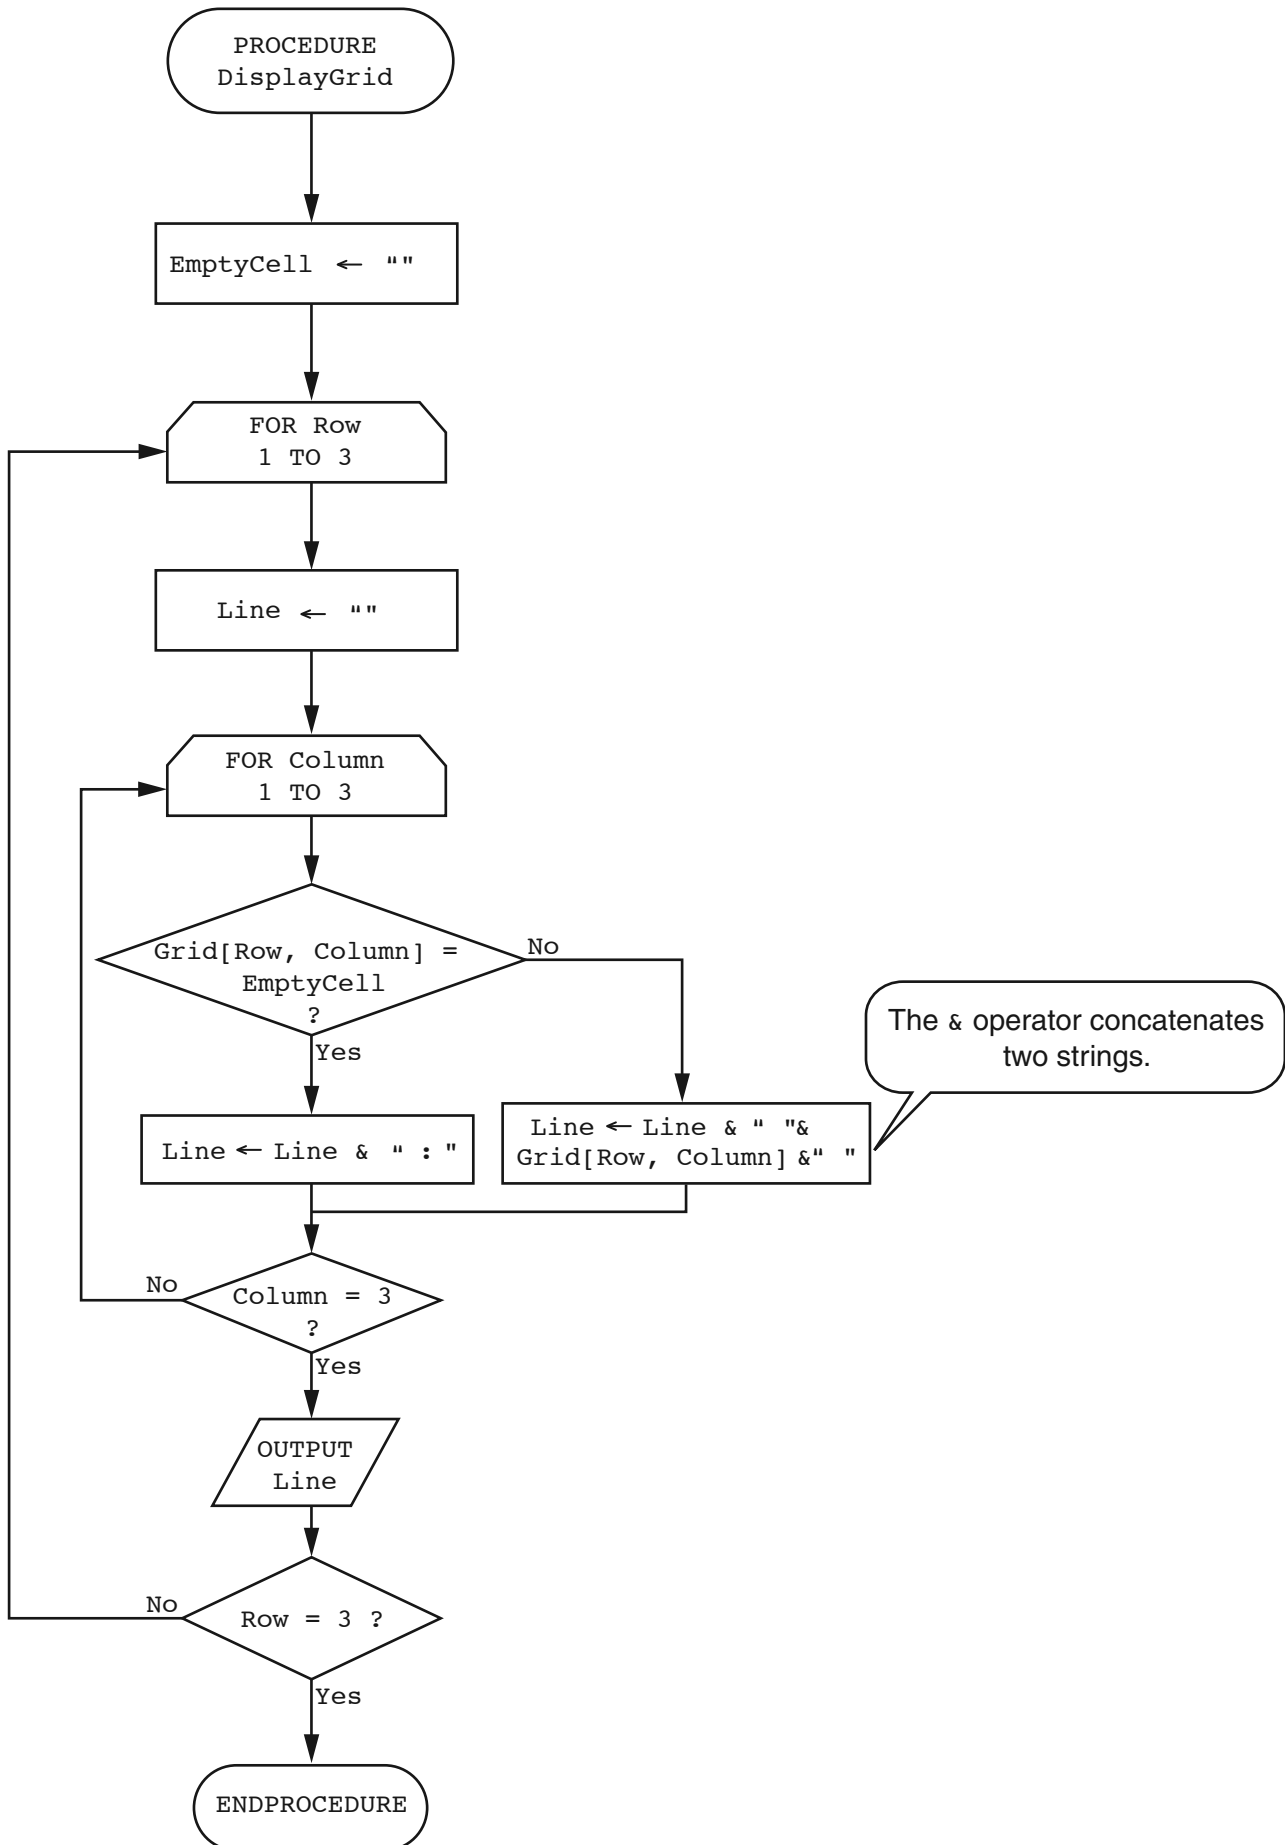 PROCEDURE
DisplayGrid
EmptyCell ← “"
FOR Row
1 TO 3
Line ← “"
FOR Column
1 TO 3
Grid[Row, Column] =
EmptyCell
?
No
Yes
The & operator concatenates
two strings.
Line ← Line & “ : "
Line ← Line & “ "&
Grid[Row, Column] &“ "
No
Column = 3
?
Yes
OUTPUT
Line
No
Row = 3 ?
Yes
ENDPROCEDURE